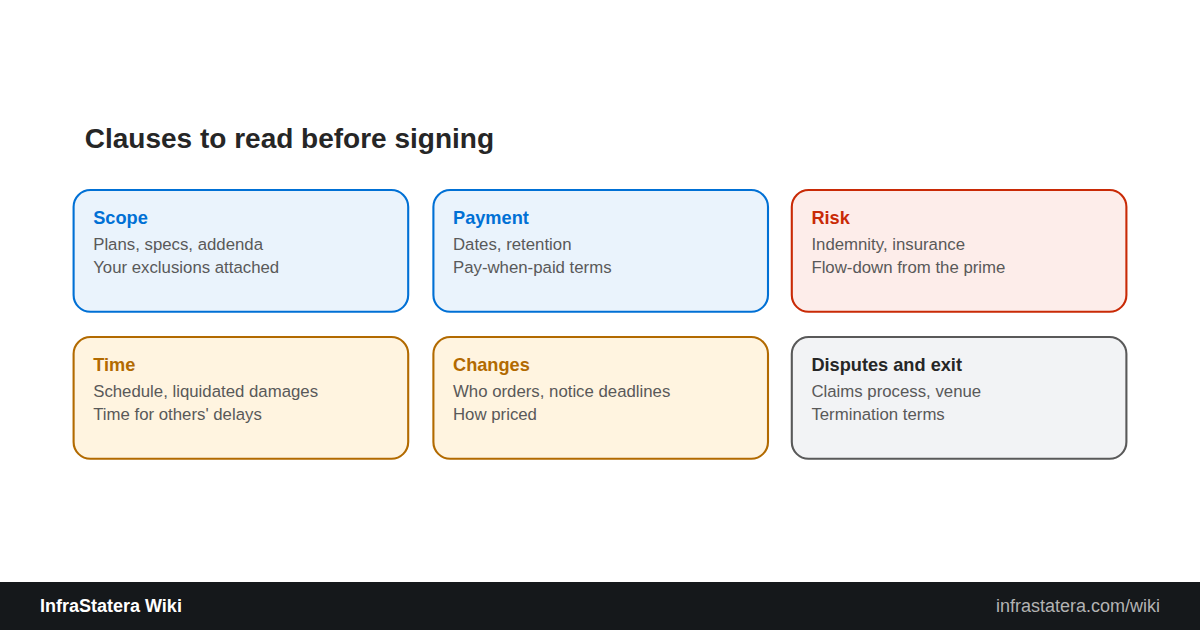 Clauses to read before signing
Scope
Plans, specs, addenda
Your exclusions attached
Payment
Dates, retention
Pay-when-paid terms
Risk
Indemnity, insurance
Flow-down from the prime
Time
Schedule, liquidated damages
Time for others' delays
Changes
Who orders, notice deadlines
How priced
Disputes and exit
Claims process, venue
Termination terms
InfraStatera Wiki
infrastatera.com/wiki